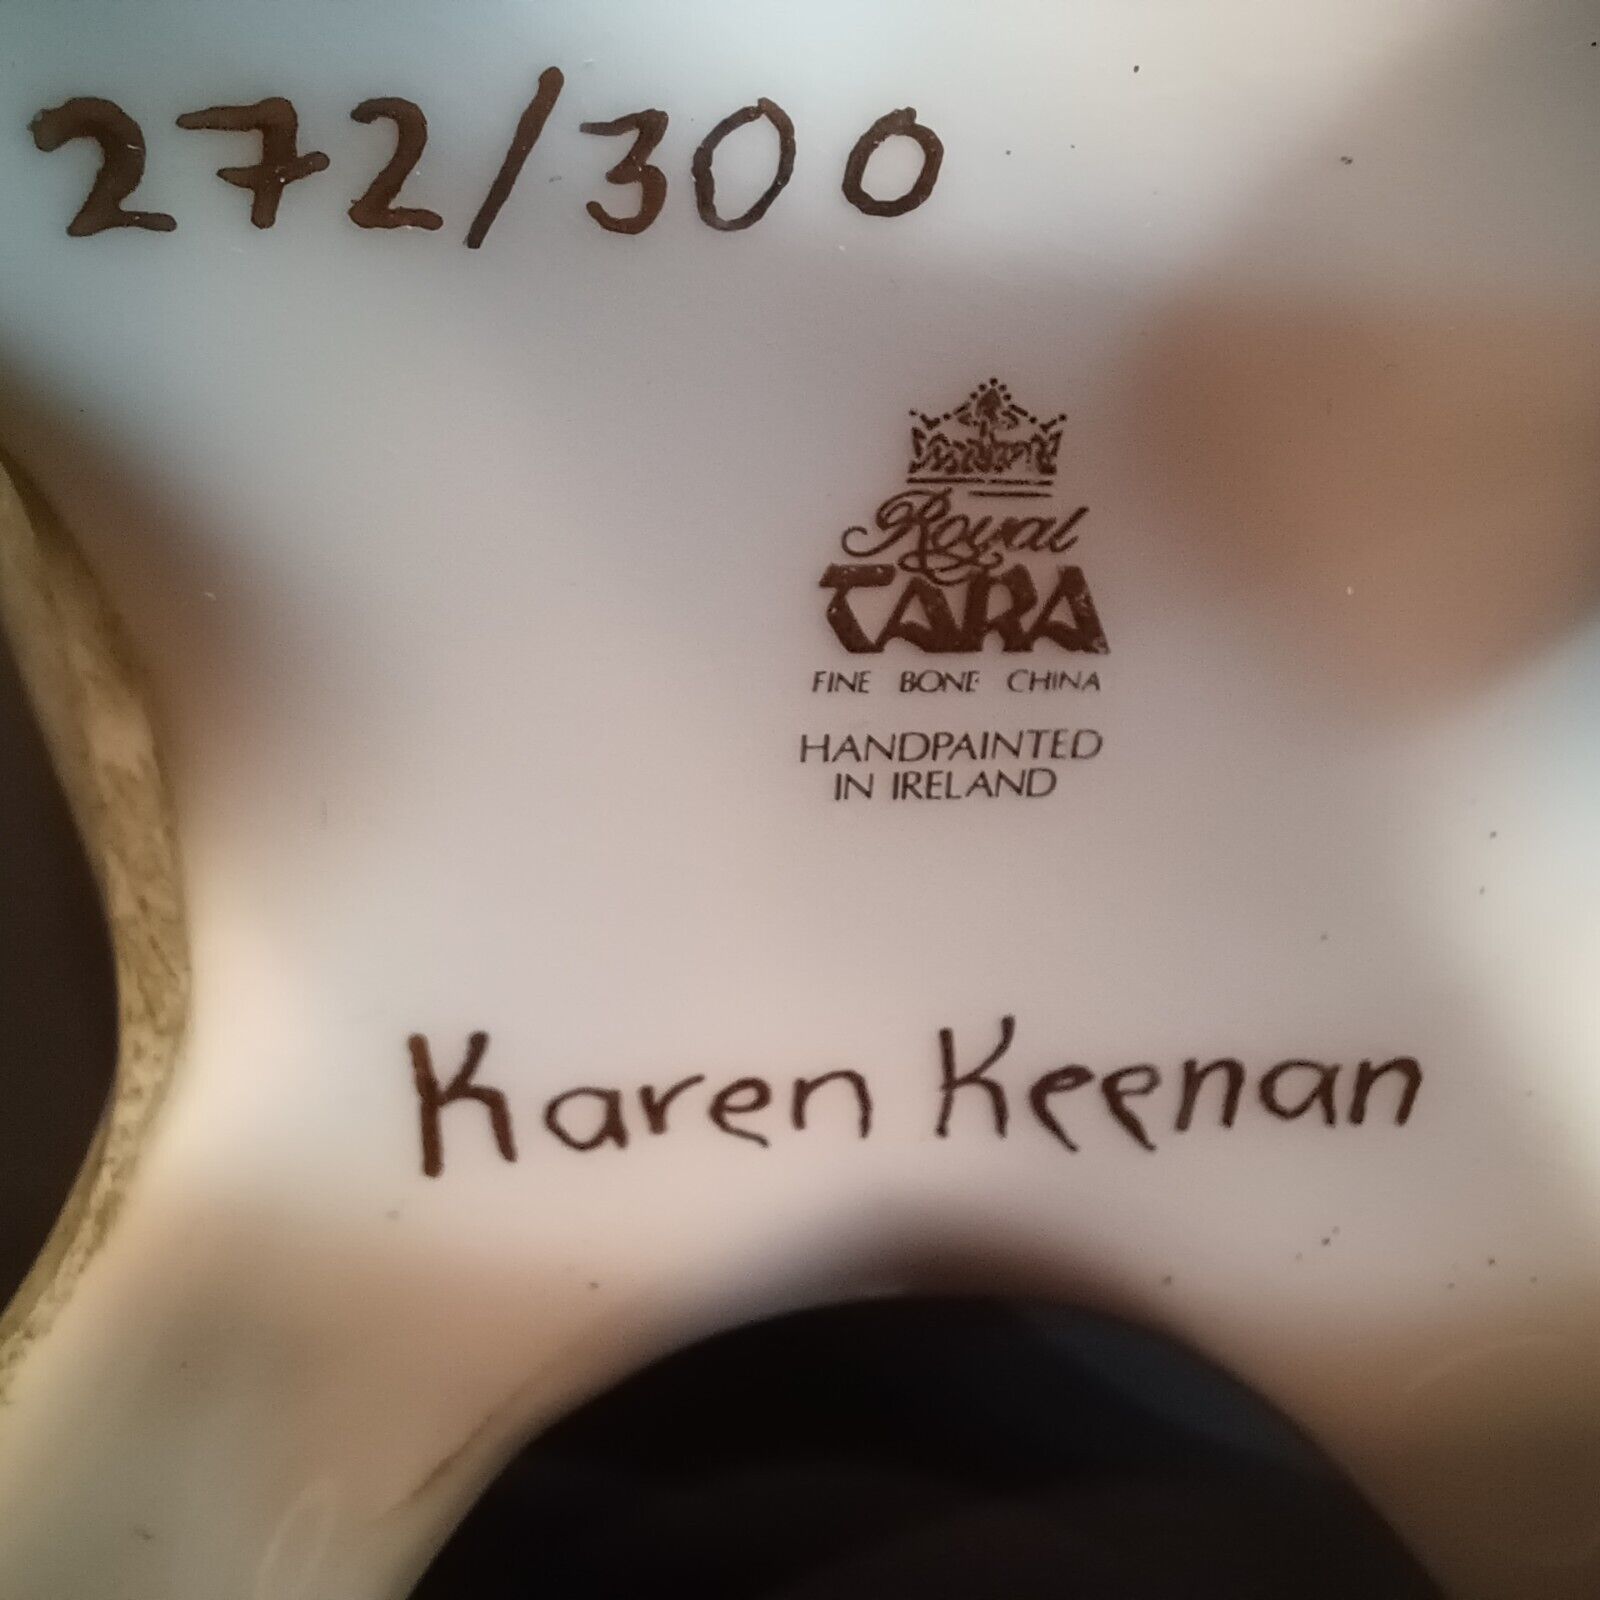 272/300
Royal
TARA
FINE BONE CHINA
HANDPAINTED
IN IRELAND
Karen Keenan